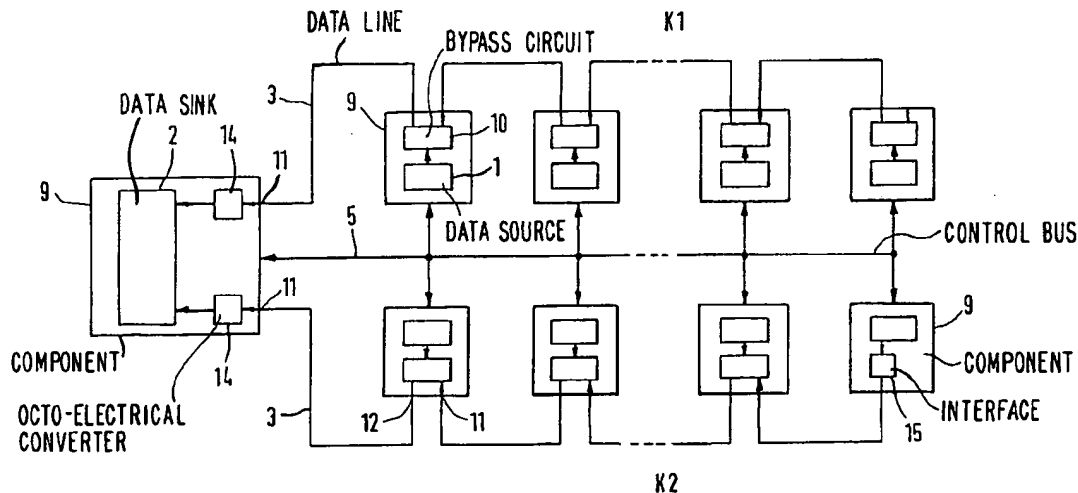 DATA LINE
K1
BYPASS CIRCUIT
3
DATA SINK
9
10
2
14
11
1
9
DATA SOURCE
5
CONTROL BUS
11
9
COMPONENT
14
COMPONENT
12
11
INTERFACE
OCTO-ELECTRICAL
CONVERTER
3
15
K2